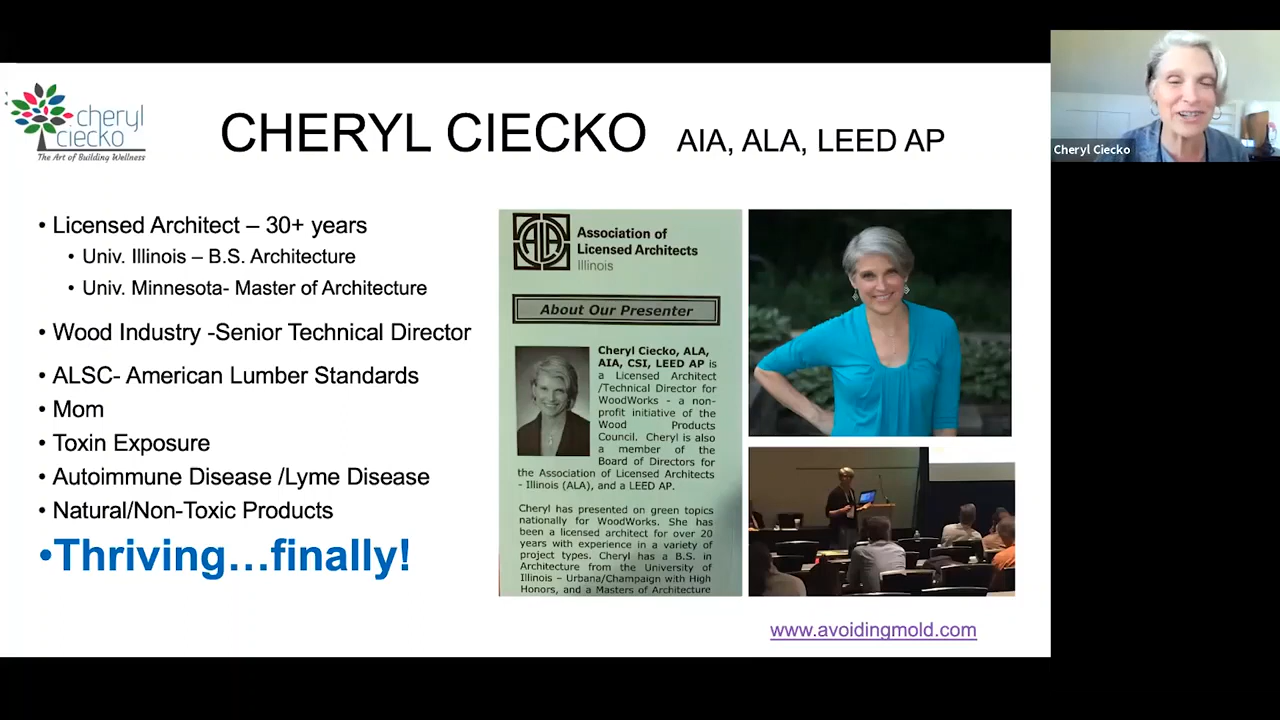 cheryl
ciecko
The Art of Building Wellness
CHERYL CIECKO AIA, ALA, LEED AP
Cheryl Ciecko
• Licensed Architect – 30+ years
• Univ. Illinois – B.S. Architecture
• Univ. Minnesota- Master of Architecture
• Wood Industry -Senior Technical Director
• ALSC- American Lumber Standards
• Mom
• Toxin Exposure
• Autoimmune Disease /Lyme Disease
• Natural/Non-Toxic Products
•Thriving…finally!
ALA
Association of
Licensed Architects
Illinois
About Our Presenter
Cheryl Ciecko, ALA,
AIA, CSI, LEED AP is
a Licensed Architect
/Technical Director for
WoodWorks - a non-
profit initiative of the
Wood Products
Council. Cheryl is also
a member of the
Board of Directors for
the Association of Licensed Architects
- Illinois (ALA), and a LEED AP.
Cheryl has presented on green topics
nationally for WoodWorks. She has
been a licensed architect for over 20
years with experience in a variety of
project types. Cheryl has a B.S. in
Architecture from the University of
Illinois – Urbana/Champaign with High
Honors, and a Masters of Architecture
www.avoidingmold.com